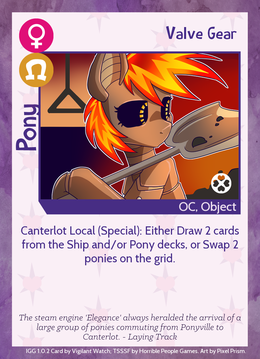 Valve Gear
Pony
OC, Object
Canterlot Local (Special): Either Draw 2 cards
from the Ship and/or Pony decks, or Swap 2
ponies on the grid.
The steam engine 'Elegance' always heralded the arrival of a
large group of ponies commuting from Ponyville to
Canterlot. - Laying Track
IGG 1.0.2 Card by Vigilant Watch, TSSSF by Horrible People Games. Art by Pixel Prism.